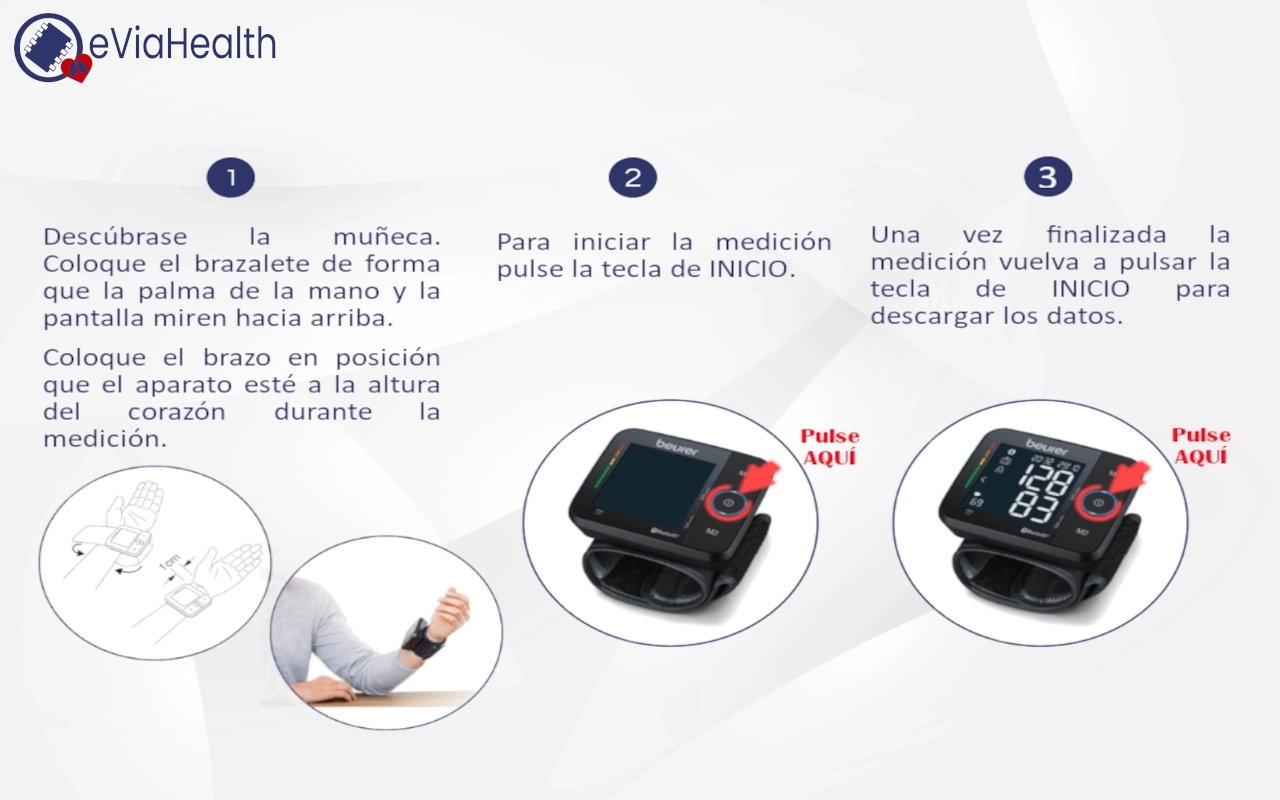 eViaHealth
1
Descúbrase la muñeca.
Coloque el brazalete de forma
que la palma de la mano y la
pantalla miren hacia arriba.
Coloque el brazo en posición
que el aparato esté a la altura
del corazón durante la
medición.
1cm
2
Para iniciar la medición
pulse la tecla de INICIO.
beurer
M2
Bluetooth
Pulse
AQUÍ
3
Una vez finalizada la
medición vuelva a pulsar la
tecla de INICIO para
descargar los datos.
beurer
128
83
69
M2
Bluetooth
Pulse
AQUÍ